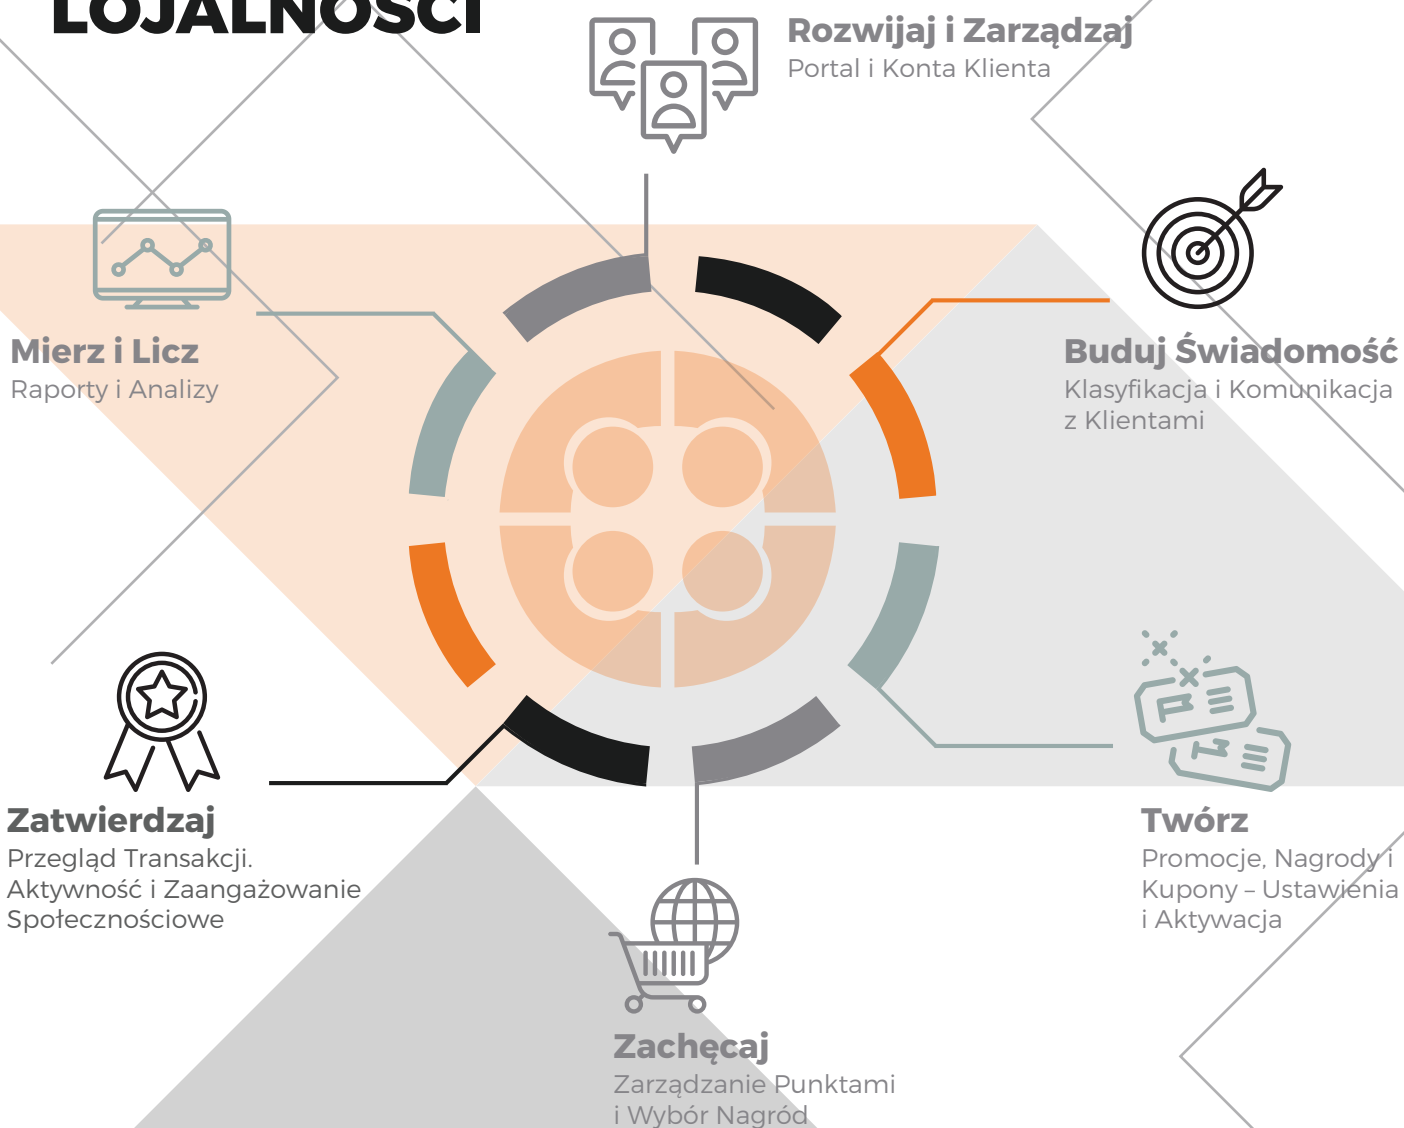 LOJALNOŚCI
Rozwijaj i Zarządzaj
Portal i Konta Klienta
Mierz i Licz
Raporty i Analizy
Buduj Świadomość
Klasyfikacja i Komunikacja
z Klientami
Zatwierdzaj
Przegląd Transakcji.
Aktywność i Zaangażowanie
Społecznościowe
Twórz
Promocje, Nagrody i
Kupony – Ustawienia
i Aktywacja
Zachęcaj
Zarządzanie Punktami
i Wybór Nagród